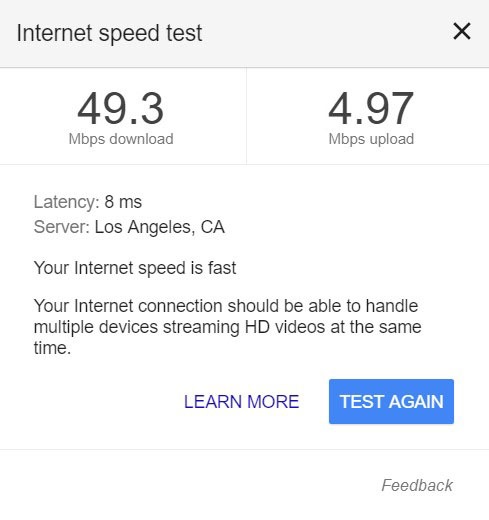 Internet speed test
49.3
Mbps download
4.97
Mbps upload
Latency: 8 ms
Server: Los Angeles, CA
Your Internet speed is fast
Your Internet connection should be able to handle
multiple devices streaming HD videos at the same
time.
LEARN MORE
TEST AGAIN
Feedback